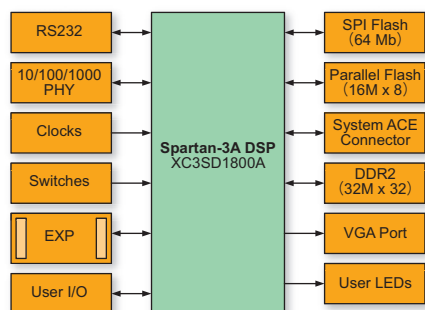 RS232
10/100/1000
PHY
Clocks
Switches
EXP
User I/O
Spartan-3A DSP
XC3SD1800A
SPI Flash
(64 Mb)
Parallel Flash
(16M x 8)
System ACE
Connector
DDR2
(32M x 32)
VGA Port
User LEDs